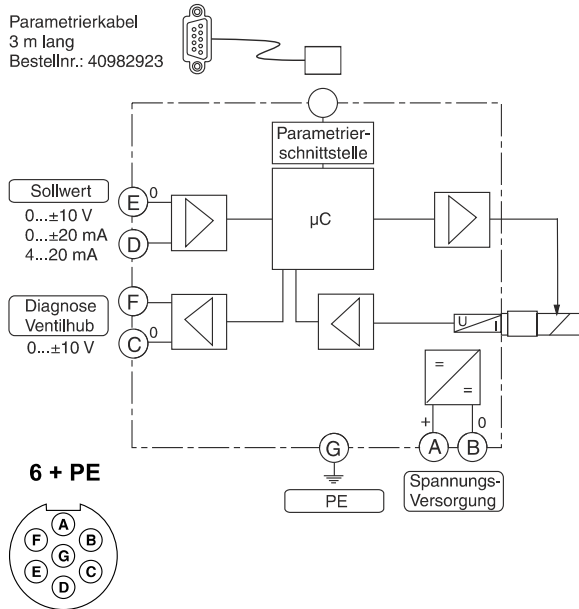 Parametrierkabel
3 m lang
Bestellnr.: 40982923
Parametrier-
schnittstelle
Sollwert
0...±10 V
0...±20 mA
4...20 mA
E 0
D
µC
Diagnose
Ventilhub
0...±10 V
F
C 0
U
I
=
=
+ 0
A B
G
PE
Spannungs-
Versorgung
6 + PE
A
F B
G
E C
D